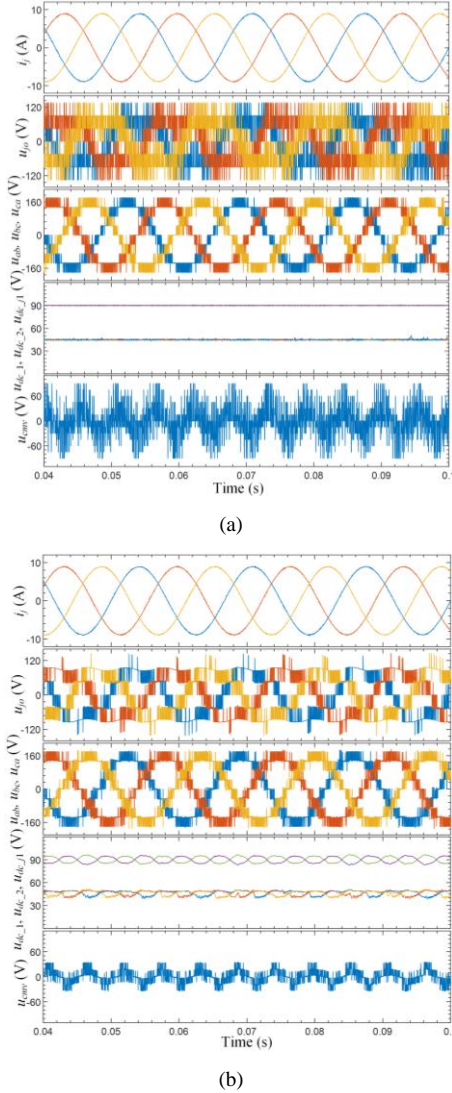 10
0
-10
i_j (A)
120
0
-120
u_jo (V)
160
0
-160
u_ab, u_bc, u_ca (V)
90
60
30
u_dc_1, u_dc_2, u_dc_j1 (V)
60
0
-60
u_cmv (V)
0.04 0.05 0.06 0.07 0.08 0.09 0.1
Time (s)
(a)
10
0
-10
i_j (A)
120
0
-120
u_jo (V)
160
0
-160
u_ab, u_bc, u_ca (V)
90
60
30
u_dc_1, u_dc_2, u_dc_j1 (V)
60
0
-60
u_cmv (V)
0.04 0.05 0.06 0.07 0.08 0.09 0.
Time (s)
(b)